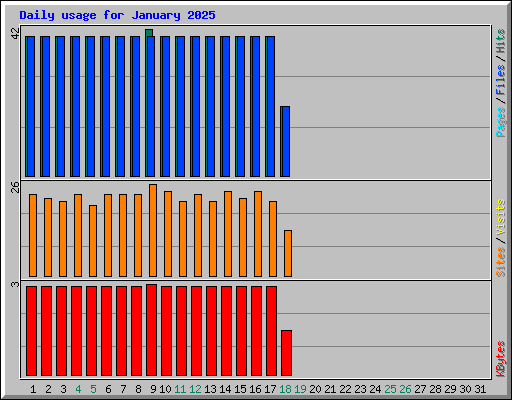 Daily usage for January 2025
42
Pages/Files/Hits
26
Sites/Visits
3
KBytes
1 2 3 4 5 6 7 8 9 10 11 12 13 14 15 16 17 18 19 20 21 22 23 24 25 26 27 28 29 30 31